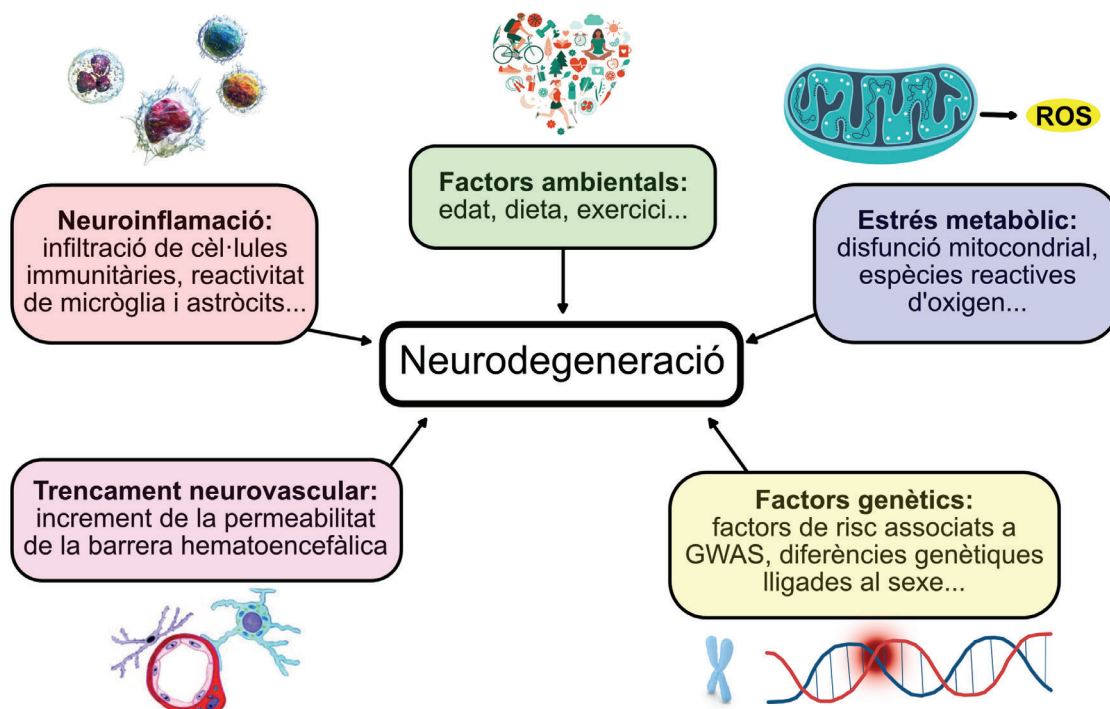 ROS
Factors ambientals:
edat, dieta, exercici...
Neuroinflamació:
infiltració de cèl·lules
immunitàries, reactivitat
de micròglia i astròcits...
Estrés metabòlic:
disfunció mitocondrial,
espècies reactives
d'oxigen...
Neurodegeneració
Trencament neurovascular:
increment de la permeabilitat
de la barrera hematoencefàlica
Factors genètics:
factors de risc associats a
GWAS, diferències genètiques
lligades al sexe...